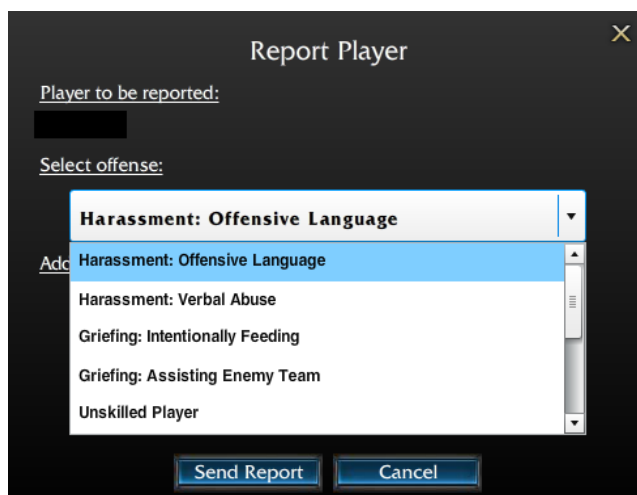 Report Player
Player to be reported:
Select offense:
Harassment: Offensive Language
Add
Harassment: Offensive Language
Harassment: Verbal Abuse
Griefing: Intentionally Feeding
Griefing: Assisting Enemy Team
Unskilled Player
Send Report
Cancel